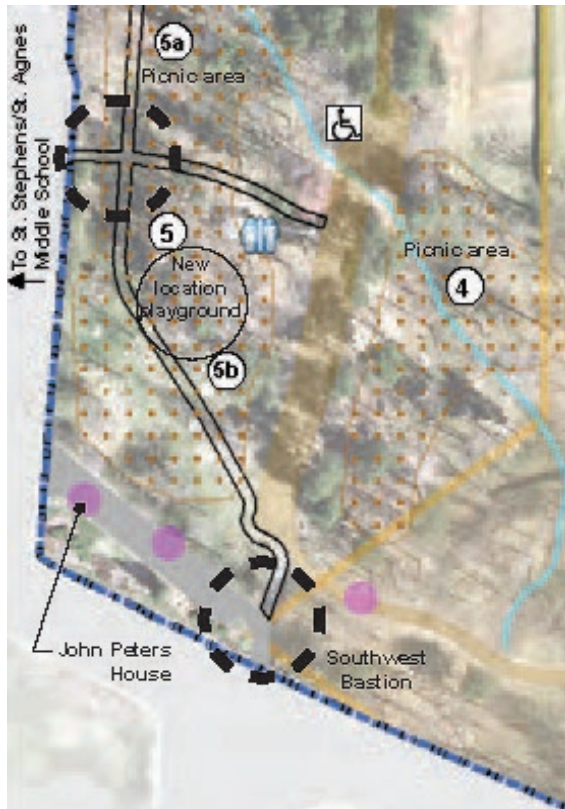 5a
Picnic area
To St. Stephens/St. Agnes
Middle School
5
New
location
playground
Picnic area
4
5b
John Peters
House
Southwest
Bastion